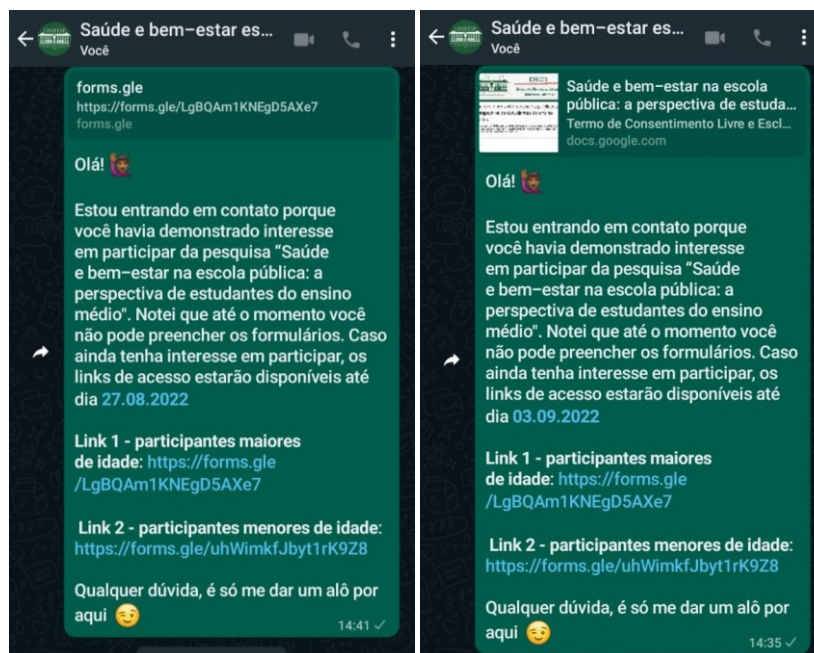 Saúde e bem-estar es...
Você
forms.gle
https://forms.gle/LgBQAm1KNEgD5AXe7
forms.gle
Olá! 🙋🏾
Estou entrando em contato porque
você havia demonstrado interesse
em participar da pesquisa “Saúde
e bem-estar na escola pública: a
perspectiva de estudantes do ensino
médio". Notei que até o momento você
não pode preencher os formulários. Caso
ainda tenha interesse em participar, os
links de acesso estarão disponíveis até
dia 27.08.2022
Link 1 - participantes maiores
de idade: https://forms.gle
/LgBQAm1KNEgD5AXe7
Link 2 - participantes menores de idade:
https://forms.gle/uhWimkfJbyt1rK9Z8
Qualquer dúvida, é só me dar um alô por
aqui 😉
14:41
Saúde e bem-estar es...
Você
Saúde e bem-estar na escola
pública: a perspectiva de estuda...
Termo de Consentimento Livre e Escl...
docs.google.com
Olá! 🙋🏾
Estou entrando em contato porque
você havia demonstrado interesse
em participar da pesquisa “Saúde
e bem-estar na escola pública: a
perspectiva de estudantes do ensino
médio". Notei que até o momento você
não pode preencher os formulários. Caso
ainda tenha interesse em participar, os
links de acesso estarão disponíveis até
dia 03.09.2022
Link 1 - participantes maiores
de idade: https://forms.gle
/LgBQAm1KNEgD5AXe7
Link 2 - participantes menores de idade:
https://forms.gle/uhWimkfJbyt1rK9Z8
Qualquer dúvida, é só me dar um alô por
aqui 😉
14:35